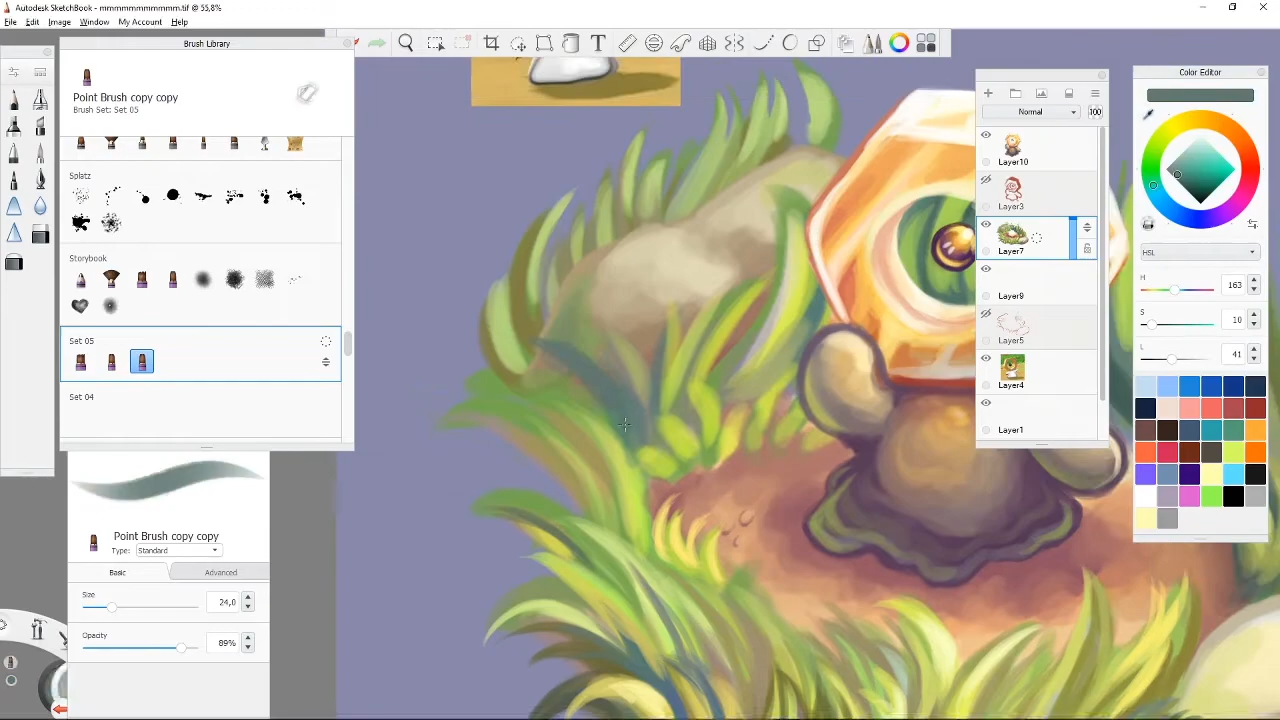 Autodesk SketchBook - mmmmmmmmmmm.tif @ 55,8%
File Edit Image Window My Account Help
Brush Library
Point Brush copy copy
Brush Set: Set 05
Splatz
Storybook
Set 05
Set 04
Point Brush copy copy
Type: Standard
Basic
Advanced
Size
24,0
Opacity
89%
Normal
100
Layer10
Layer3
Layer7
Layer9
Layer5
Layer4
Layer1
Color Editor
HSL
H
163
S
10
L
41